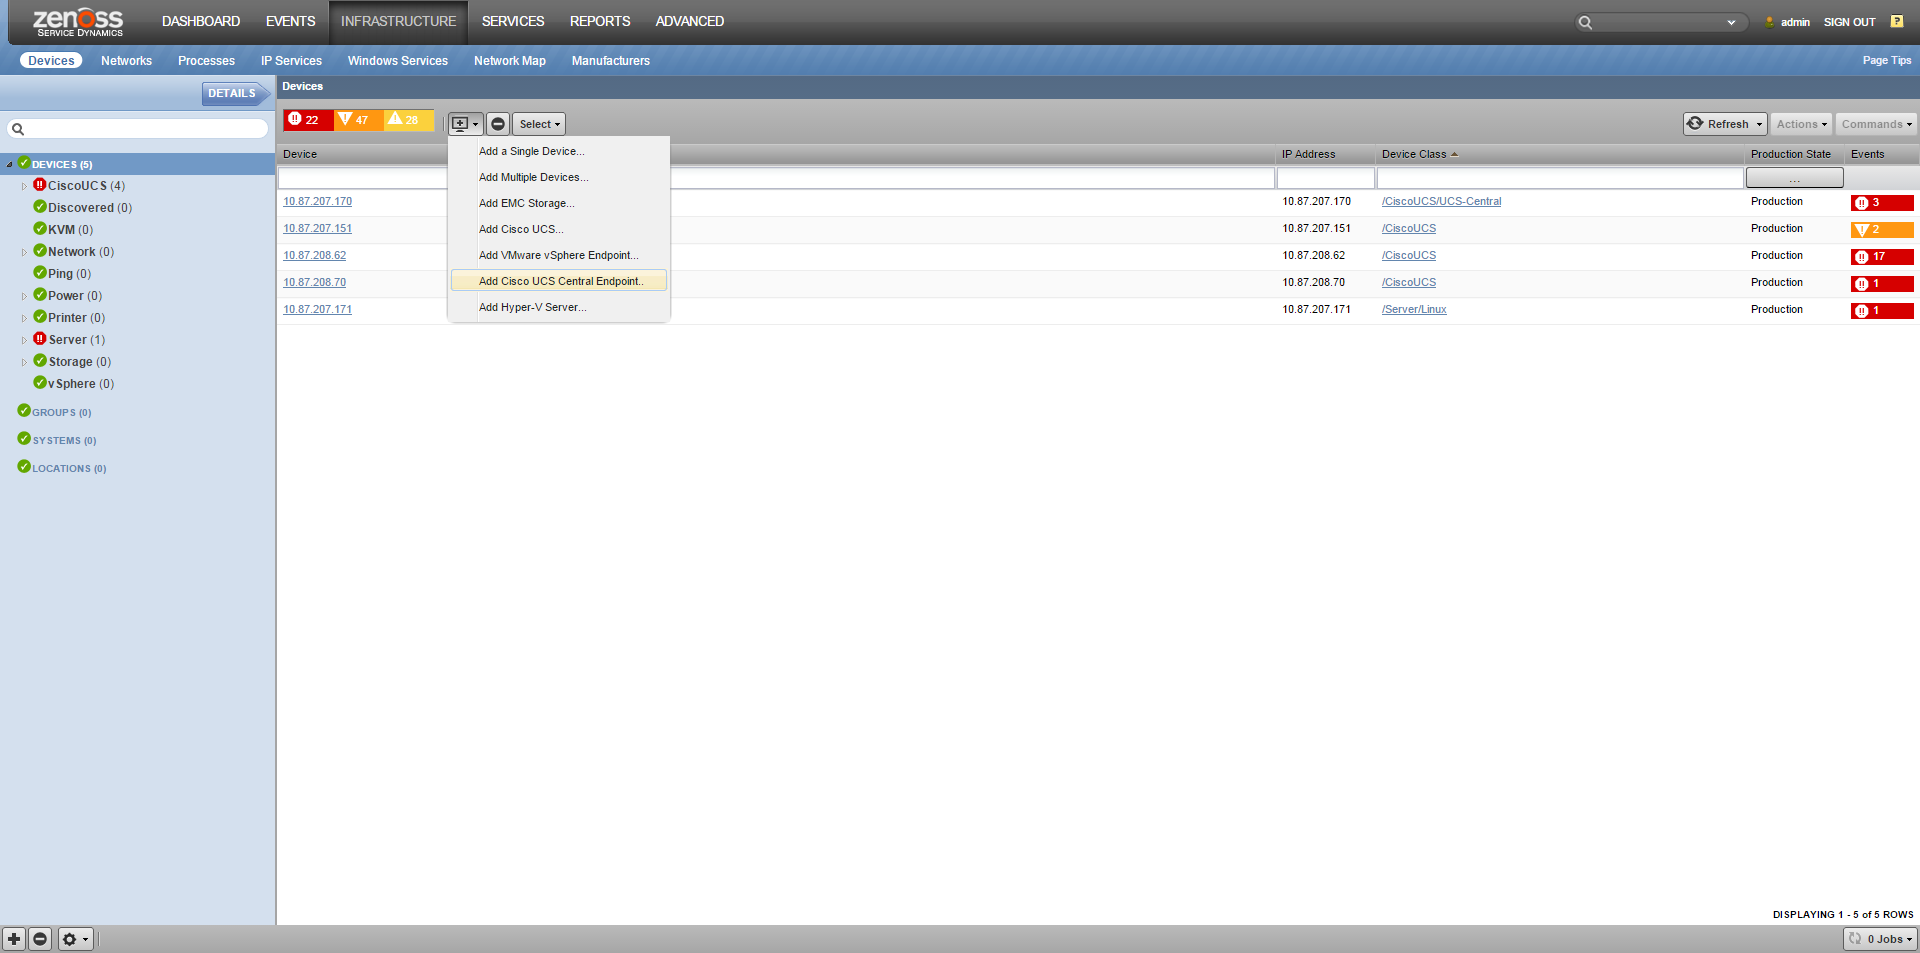 zenoss
SERVICE DYNAMICS
DASHBOARD EVENTS INFRASTRUCTURE SERVICES REPORTS ADVANCED
admin SIGN OUT ?
Devices Networks Processes IP Services Windows Services Network Map Manufacturers
Page Tips
DETAILS
DEVICES (5)
CiscoUCS (4)
Discovered (0)
KVM (0)
Network (0)
Ping (0)
Power (0)
Printer (0)
Server (1)
Storage (0)
vSphere (0)
GROUPS (0)
SYSTEMS (0)
LOCATIONS (0)
Devices
22 47 28 Select
Refresh Actions Commands
Add a Single Device...
Add Multiple Devices...
Add EMC Storage...
Add Cisco UCS...
Add VMware vSphere Endpoint...
Add Cisco UCS Central Endpoint..
Add Hyper-V Server...
Device IP Address Device Class Production State Events
...
10.87.207.170 10.87.207.170 /CiscoUCS/UCS-Central Production 3
10.87.207.151 10.87.207.151 /CiscoUCS Production 2
10.87.208.62 10.87.208.62 /CiscoUCS Production 17
10.87.208.70 10.87.208.70 /CiscoUCS Production 1
10.87.207.171 10.87.207.171 /Server/Linux Production 1
DISPLAYING 1 - 5 of 5 ROWS
0 Jobs